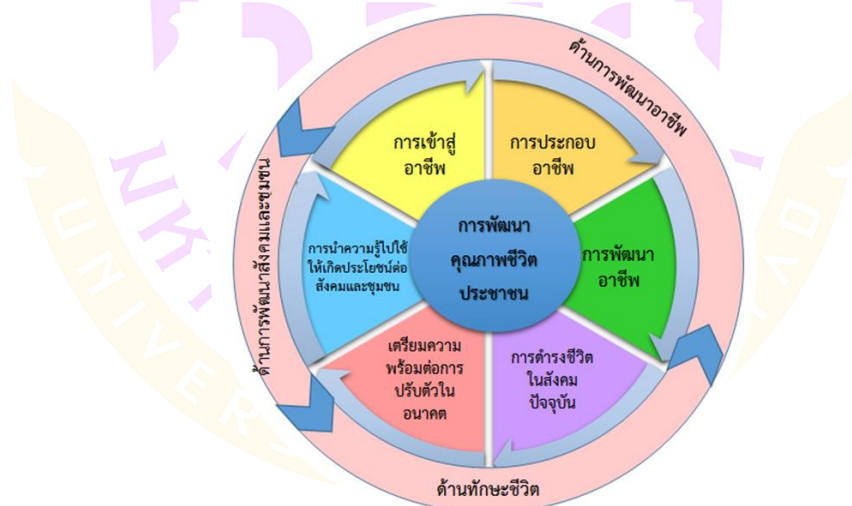 ด้านการพัฒนาอาชีพ
การเข้าสู่
อาชีพ
การประกอบ
อาชีพ
การพัฒนา
อาชีพ
การพัฒนา
คุณภาพชีวิต
ประชาชน
การนำความรู้ไปใช้
ให้เกิดประโยชน์ต่อ
สังคมและชุมชน
ด้านการพัฒนาสังคมและชุมชน
เตรียมความ
พร้อมต่อการ
ปรับตัวใน
อนาคต
การดำรงชีวิต
ในสังคม
ปัจจุบัน
ด้านทักษะชีวิต